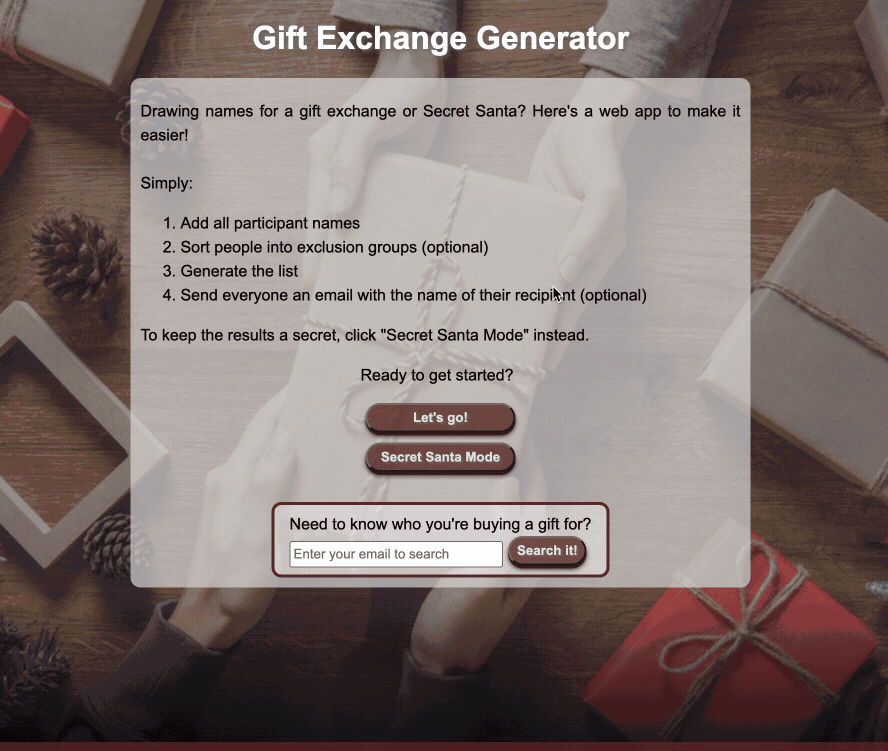 Gift Exchange Generator
Drawing names for a gift exchange or Secret Santa? Here's a web app to make it
easier!
Simply:
1. Add all participant names
2. Sort people into exclusion groups (optional)
3. Generate the list
4. Send everyone an email with the name of their recipient (optional)
To keep the results a secret, click "Secret Santa Mode" instead.
Ready to get started?
Let's go!
Secret Santa Mode
Need to know who you're buying a gift for?
Enter your email to search Search it!